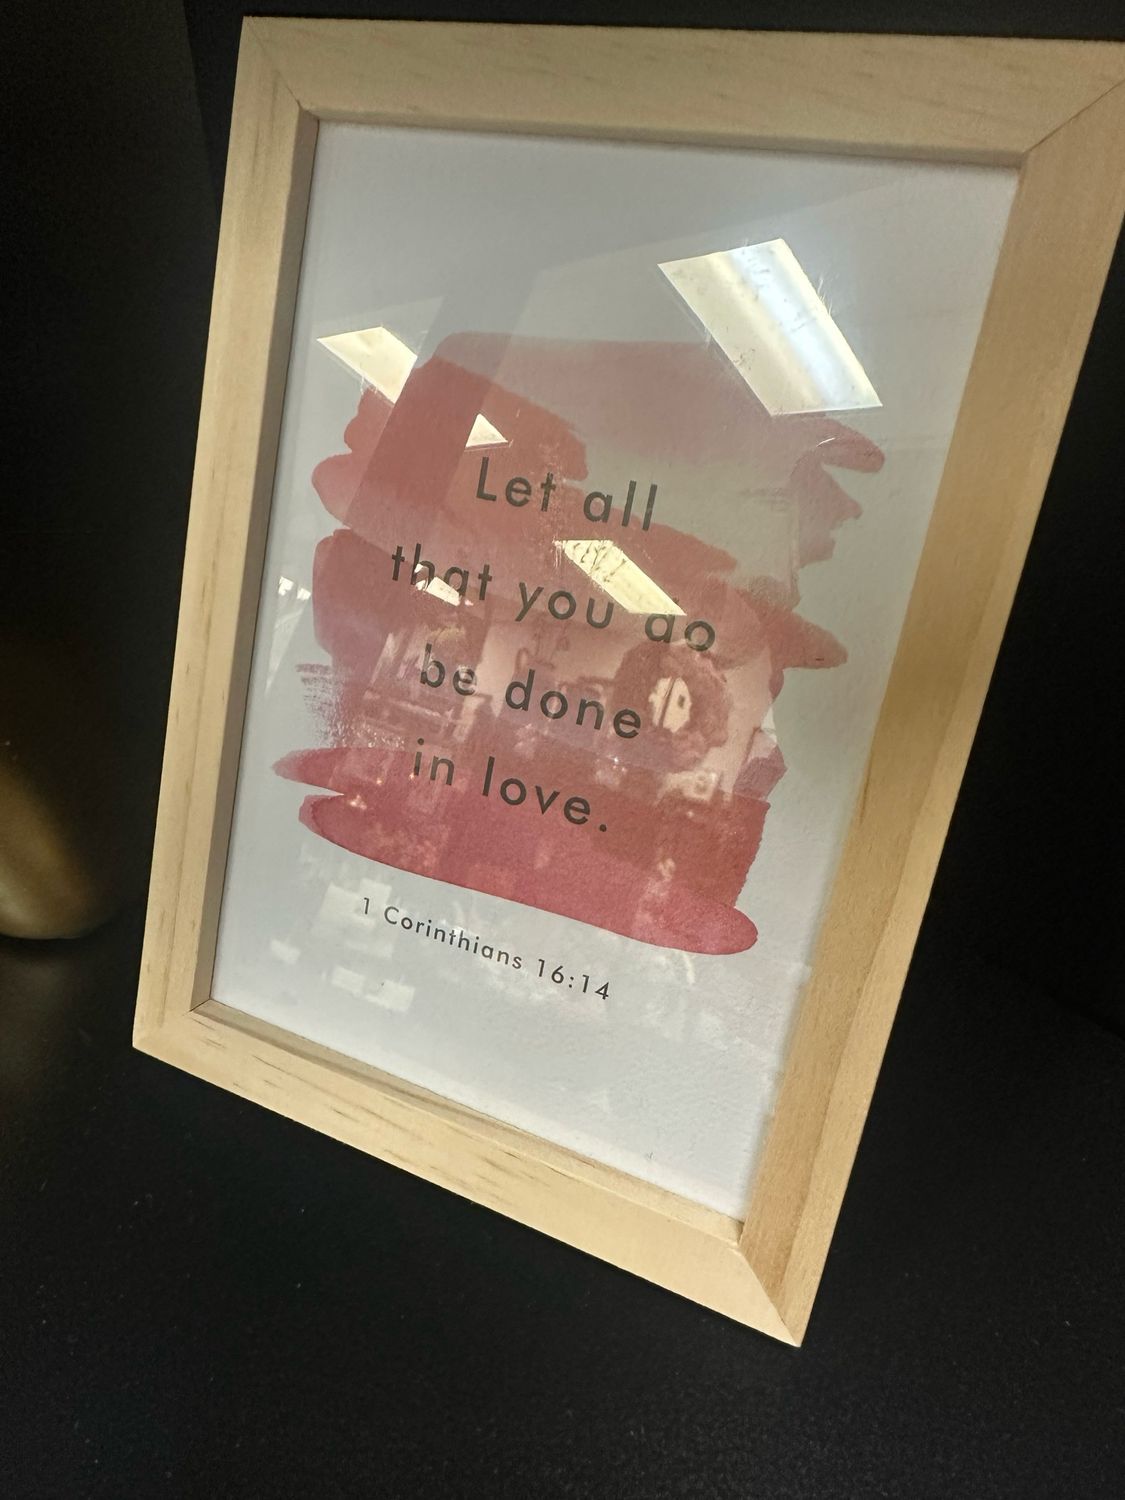 Let all
that you do
be done
in love.
1 Corinthians 16:14